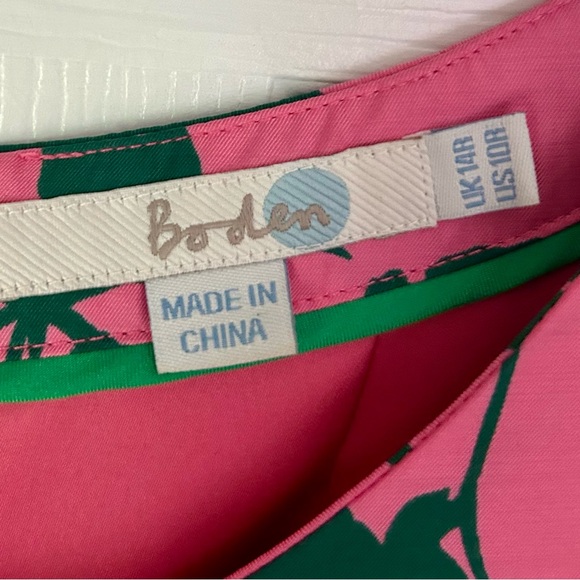 Boden
UK14R
US10R
MADE IN
CHINA